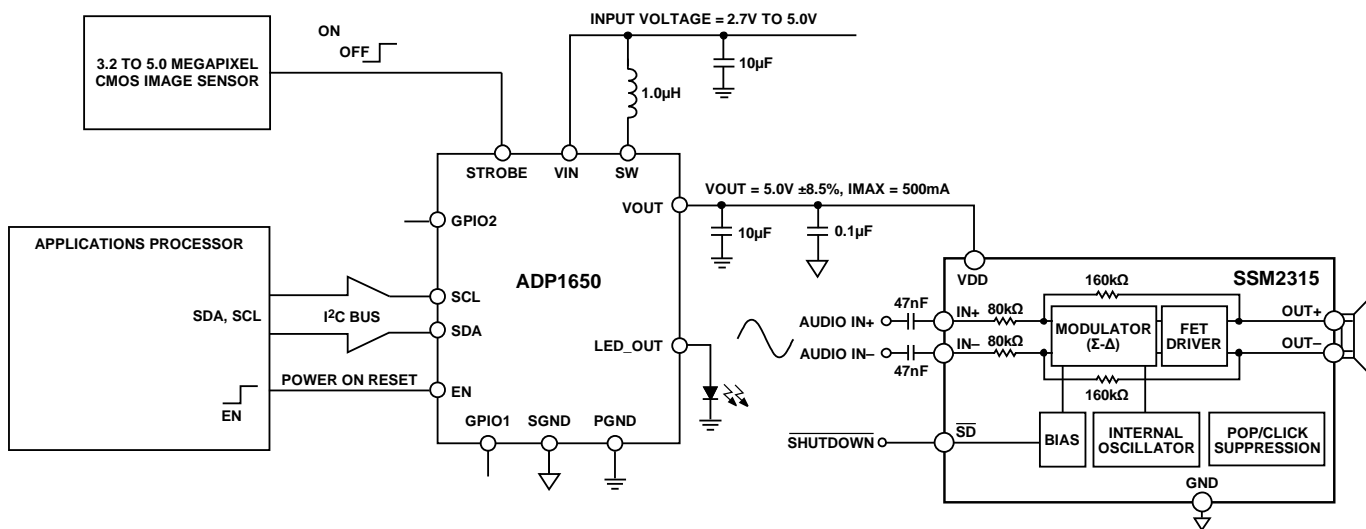 INPUT VOLTAGE = 2.7V TO 5.0V
ON
OFF
3.2 TO 5.0 MEGAPIXEL
CMOS IMAGE SENSOR
10µF
1.0µH
STROBE
VIN
SW
VOUT = 5.0V ±8.5%, IMAX = 500mA
VOUT
GPIO2
10µF
0.1µF
APPLICATIONS PROCESSOR
ADP1650
VDD
SSM2315
SCL
I2C BUS
SDA, SCL
SDA
LED_OUT
160kΩ
47nF
AUDIO IN+
IN+
80kΩ
MODULATOR
(Σ-Δ)
FET
DRIVER
OUT+
AUDIO IN–
IN–
80kΩ
OUT–
47nF
160kΩ
POWER ON RESET
EN
EN
GPIO1
SGND
PGND
SHUTDOWN
SD
BIAS
INTERNAL
OSCILLATOR
POP/CLICK
SUPPRESSION
GND